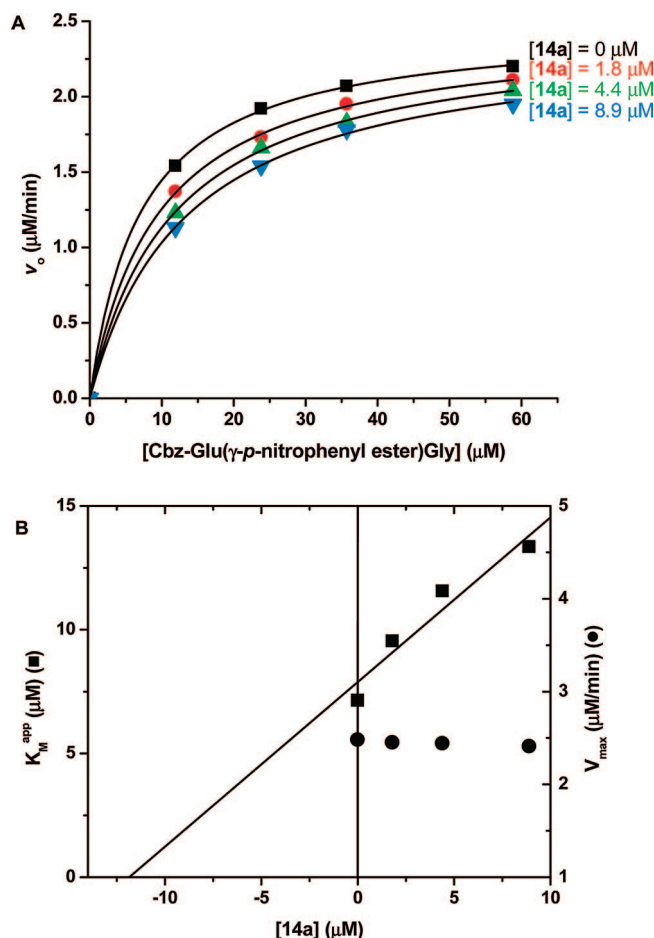 A
[14a] = 0 μM
[14a] = 1.8 μM
[14a] = 4.4 μM
[14a] = 8.9 μM
2.5
2.0
1.5
1.0
0.5
0.0
vₒ (μM/min)
0 10 20 30 40 50 60
[Cbz-Glu(γ-p-nitrophenyl ester)Gly] (μM)
B
15
10
5
0
K_M^app (μM) (■)
5
4
3
2
1
V_max (μM/min) (●)
-10 -5 0 5 10
[14a] (μM)